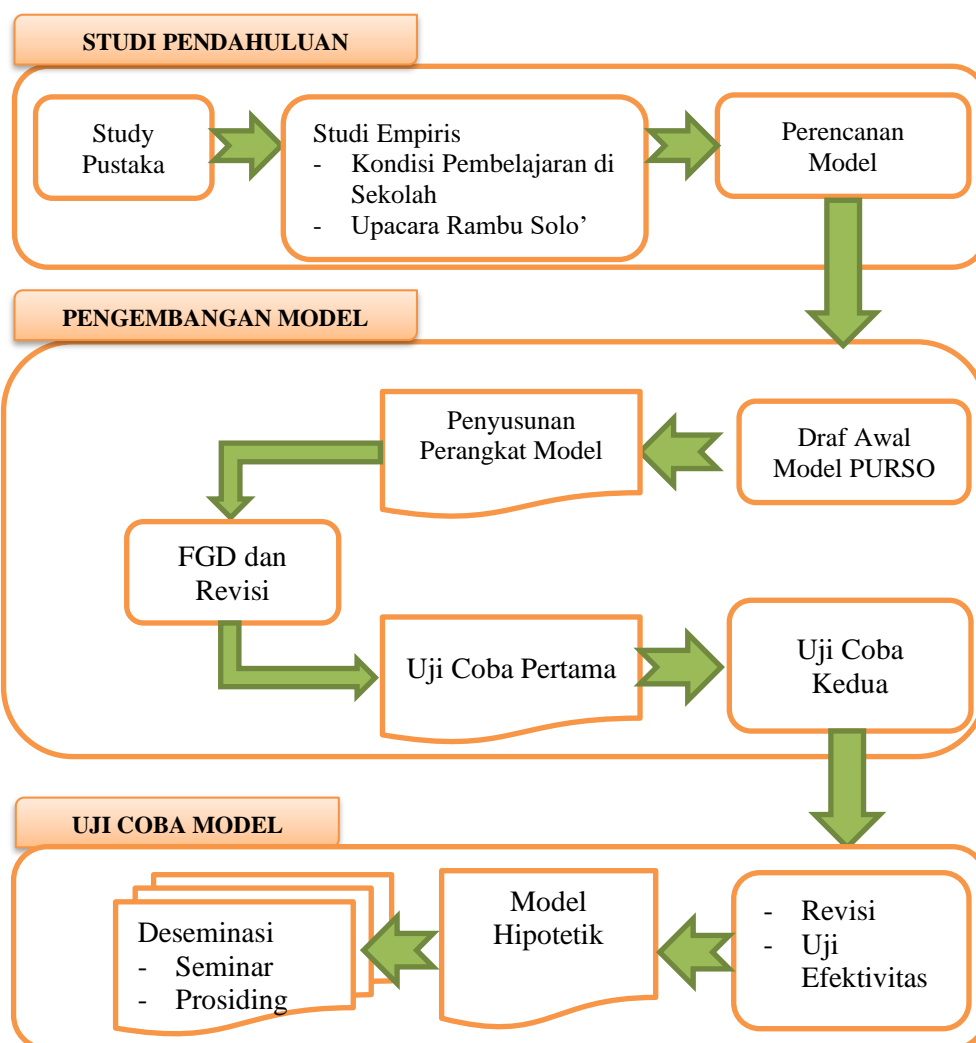 STUDI PENDAHULUAN
Study
Pustaka
Studi Empiris
- Kondisi Pembelajaran di
Sekolah
- Upacara Rambu Solo’
Perencanan
Model
PENGEMBANGAN MODEL
Draf Awal
Model PURSO
Penyusunan
Perangkat Model
FGD dan
Revisi
Uji Coba Pertama
Uji Coba
Kedua
UJI COBA MODEL
- Revisi
- Uji
Efektivitas
Model
Hipotetik
Deseminasi
- Seminar
- Prosiding